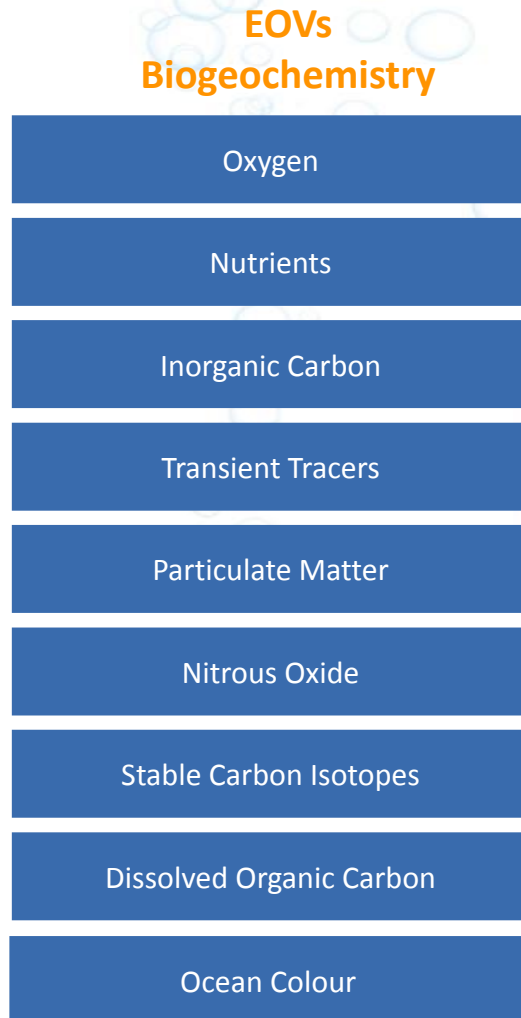 EOVs
Biogeochemistry
Oxygen
Nutrients
Inorganic Carbon
Transient Tracers
Particulate Matter
Nitrous Oxide
Stable Carbon Isotopes
Dissolved Organic Carbon
Ocean Colour